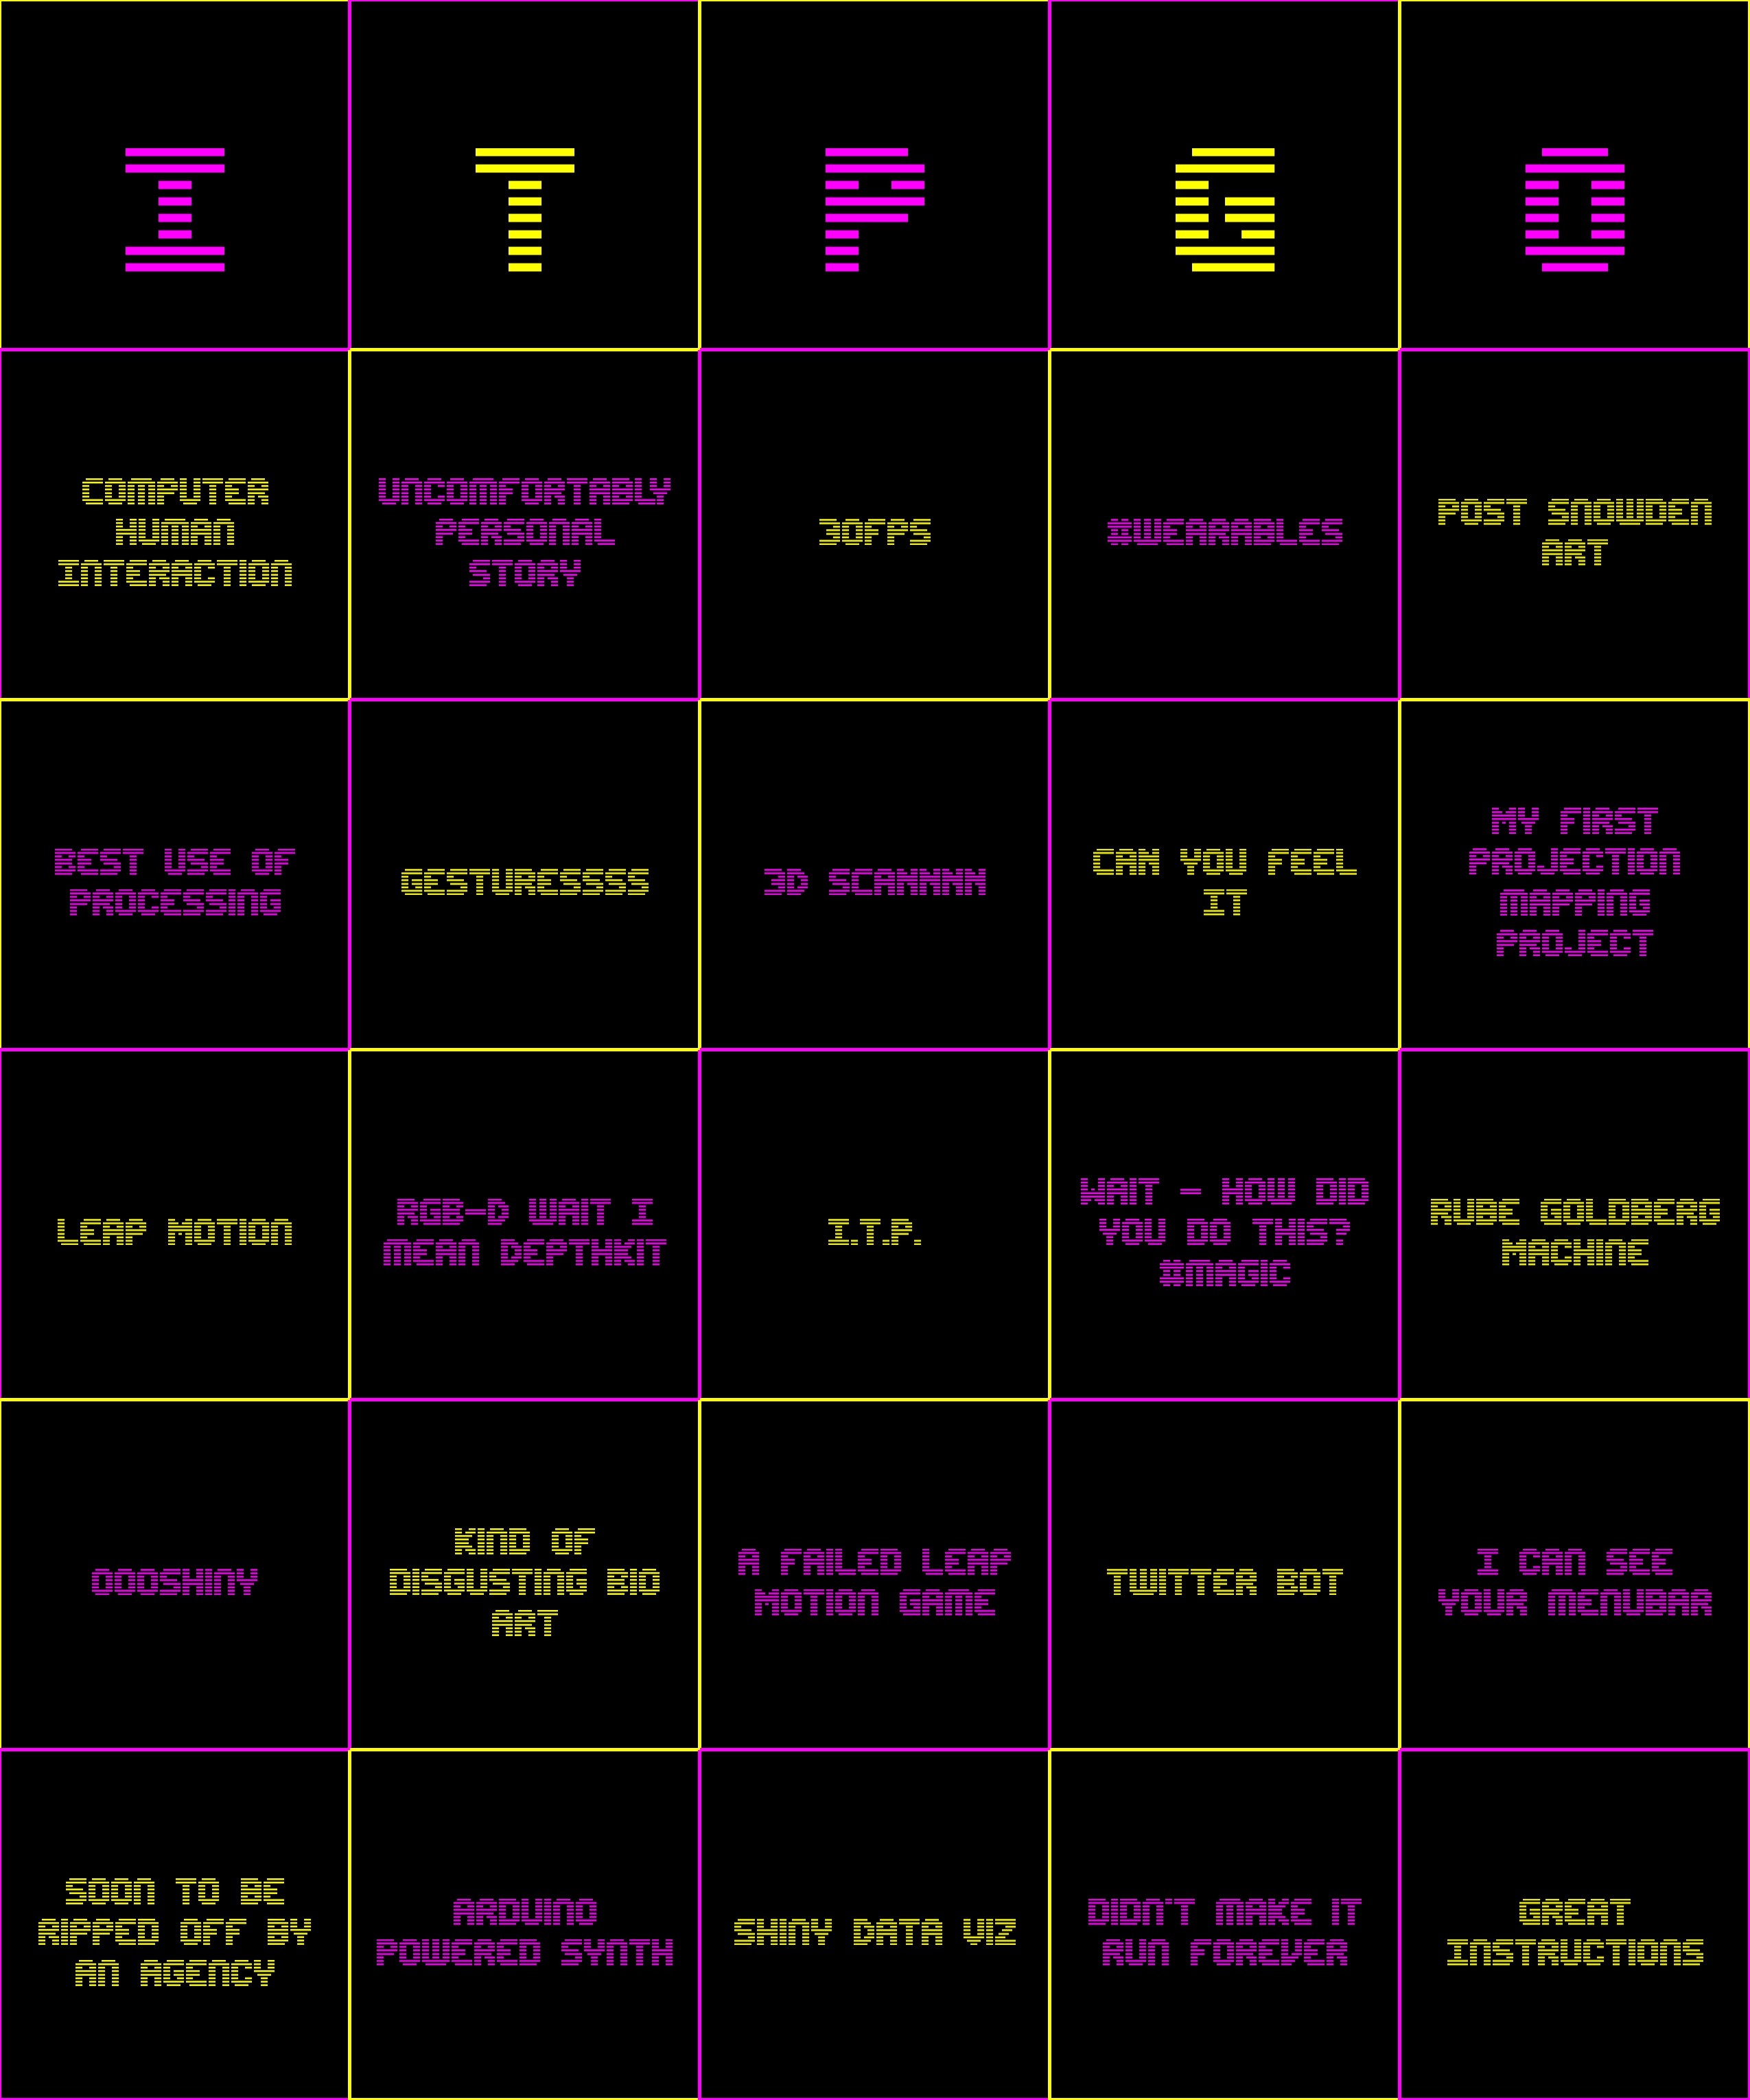 I T P G O
COMPUTER
HUMAN
INTERACTION
UNCOMFORTABLY
PERSONAL
STORY
30FPS
#WEARABLES
POST SNOWDEN
ART
BEST USE OF
PROCESSING
GESTURESSSS
3D SCANNNN
CAN YOU FEEL
IT
MY FIRST
PROJECTION
MAPPING
PROJECT
LEAP MOTION
RGB-D WAIT I
MEAN DEPTHKIT
I.T.P.
WAIT - HOW DID
YOU DO THIS?
#MAGIC
RUBE GOLDBERG
MACHINE
OOOSHINY
KIND OF
DISGUSTING BIO
ART
A FAILED LEAP
MOTION GAME
TWITTER BOT
I CAN SEE
YOUR MENUBAR
SOON TO BE
RIPPED OFF BY
AN AGENCY
ARDUINO
POWERED SYNTH
SHINY DATA VIZ
DIDN'T MAKE IT
RUN FOREVER
GREAT
INSTRUCTIONS